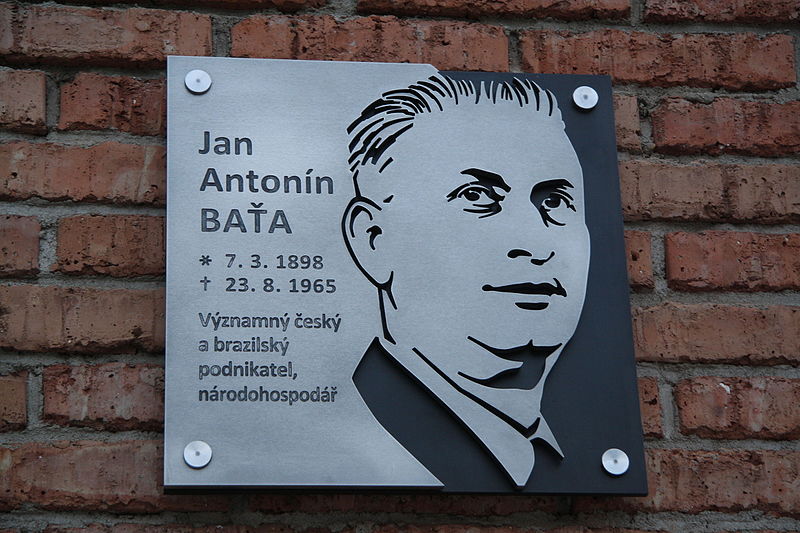 Jan
Antonín
BAŤA
* 7. 3. 1898
† 23. 8. 1965
Významný český
a brazilský
podnikatel,
národohospodář